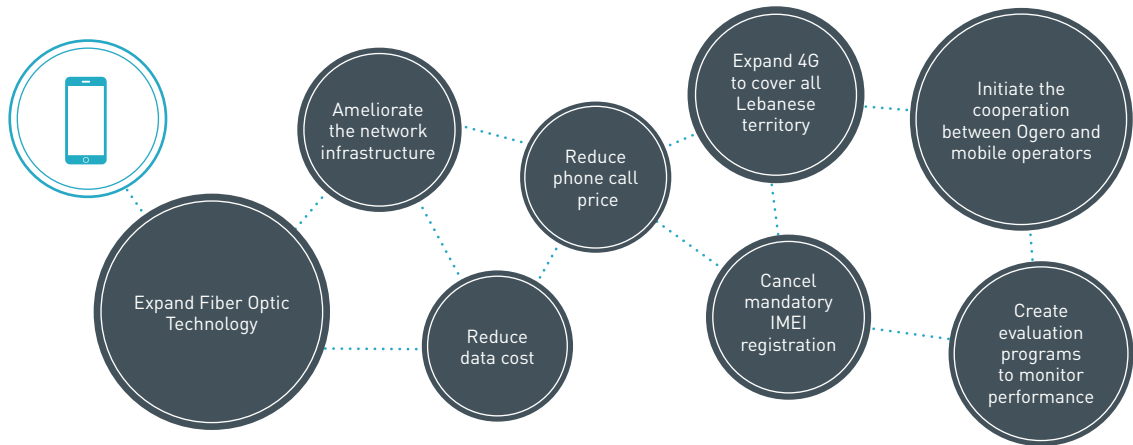 Expand Fiber Optic
Technology
Ameliorate
the network
infrastructure
Reduce
data cost
Reduce
phone call
price
Expand 4G
to cover all
Lebanese
territory
Cancel
mandatory
IMEI
registration
Initiate the
cooperation
between Ogero and
mobile operators
Create
evaluation
programs
to monitor
performance